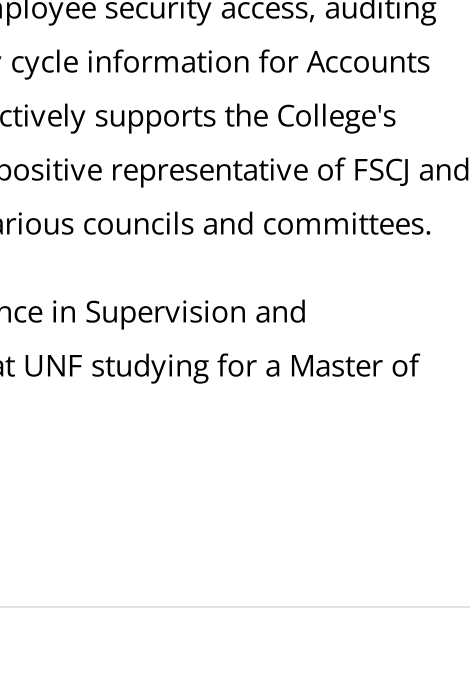 mployee security access, auditing
cycle information for Accounts
ctively supports the College's
positive representative of FSCJ and
arious councils and committees.
nce in Supervision and
at UNF studying for a Master of